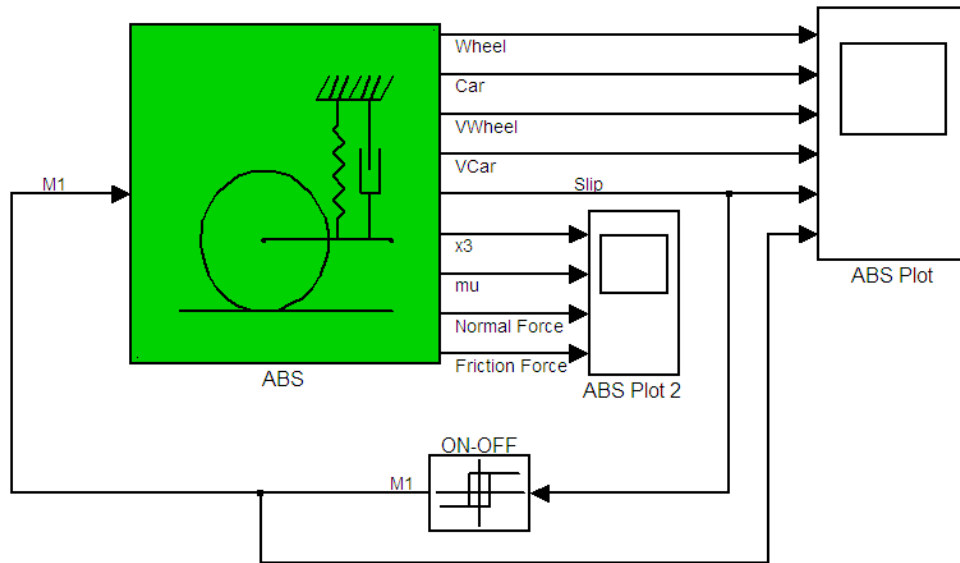 Wheel
Car
VWheel
VCar
M1
Slip
x3
mu
Normal Force
Friction Force
ABS
ABS Plot 2
ABS Plot
ON-OFF
M1